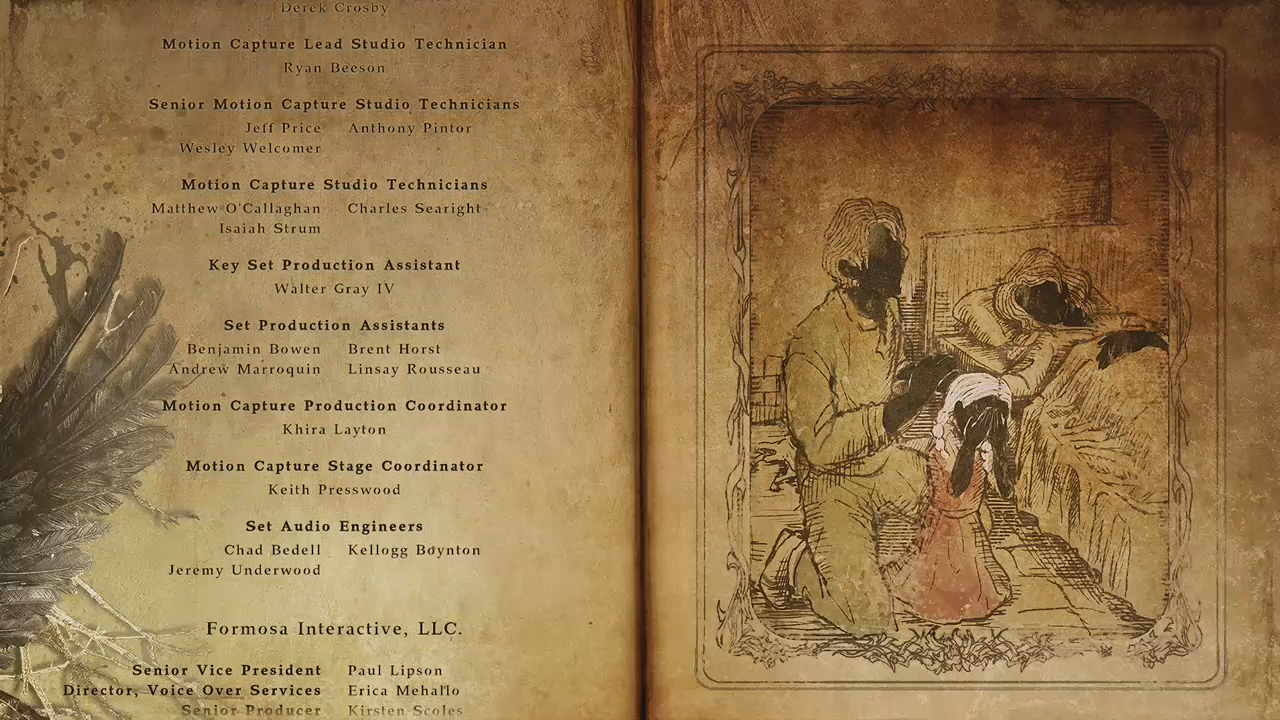 Derek Crosby
Motion Capture Lead Studio Technician
Ryan Beeson
Senior Motion Capture Studio Technicians
Jeff Price Anthony Pintor
Wesley Welcomer
Motion Capture Studio Technicians
Matthew O'Callaghan Charles Searight
Isaiah Strum
Key Set Production Assistant
Walter Gray IV
Set Production Assistants
Benjamin Bowen Brent Horst
Andrew Marroquin Linsay Rousseau
Motion Capture Production Coordinator
Khira Layton
Motion Capture Stage Coordinator
Keith Presswood
Set Audio Engineers
Chad Bedell Kellogg Boynton
Jeremy Underwood
Formosa Interactive, LLC.
Senior Vice President Paul Lipson
Director, Voice Over Services Erica Mehallo
Senior Producer Kirsten Scoles